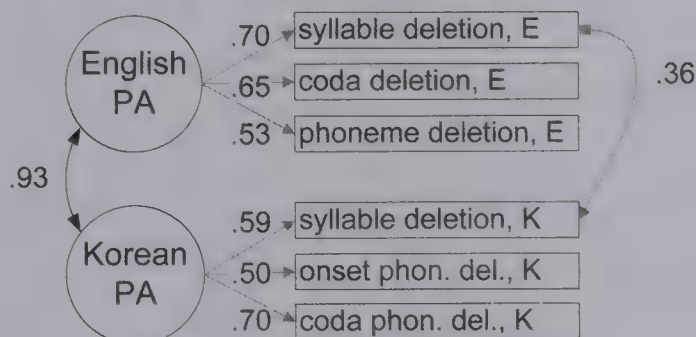 .70 syllable deletion, E
English PA
.65 coda deletion, E
.36
.53 phoneme deletion, E
.93
.59 syllable deletion, K
Korean PA
.50 onset phon. del., K
.70 coda phon. del., K